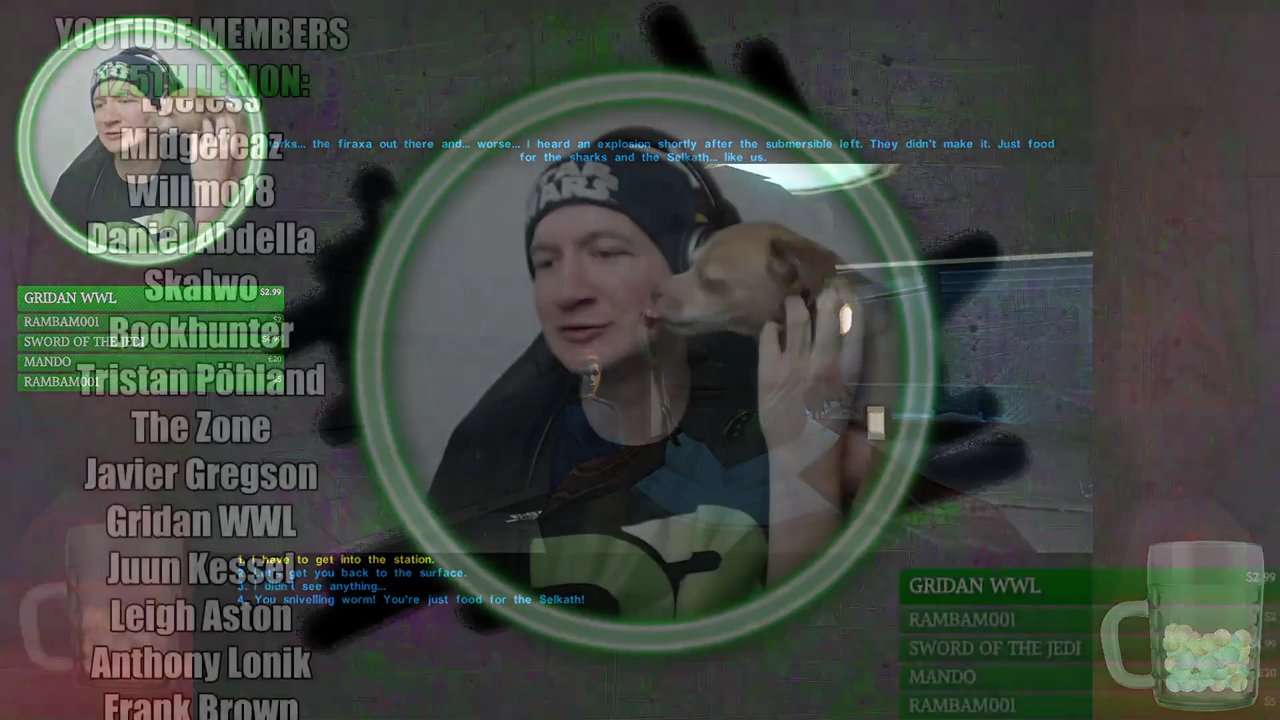 YOUTUBE MEMBERS
125TH LEGION:
Eyeless
Midgefeaz
Willmo18
Daniel Abdella
Skalwo
Bookhunter
Tristan Pöhland
The Zone
Javier Gregson
Gridan WWL
Juun Kessel
Leigh Aston
Anthony Lonik
Frank Brown
GRIDAN WWL $2.99
RAMBAM001
SWORD OF THE JEDI
MANDO £20
RAMBAM001
the firaxa out there and... worse... I heard an explosion shortly after the submersible left. They didn't make it. Just food
for the sharks and the Selkath... like us.
STAR
WARS
1. I have to get into the station.
get you back to the surface.
3. I didn't see anything...
4. You snivelling worm! You're just food for the Selkath!
GRIDAN WWL $2.99
RAMBAM001 $2
SWORD OF THE JEDI
MANDO £20
RAMBAM001 $5